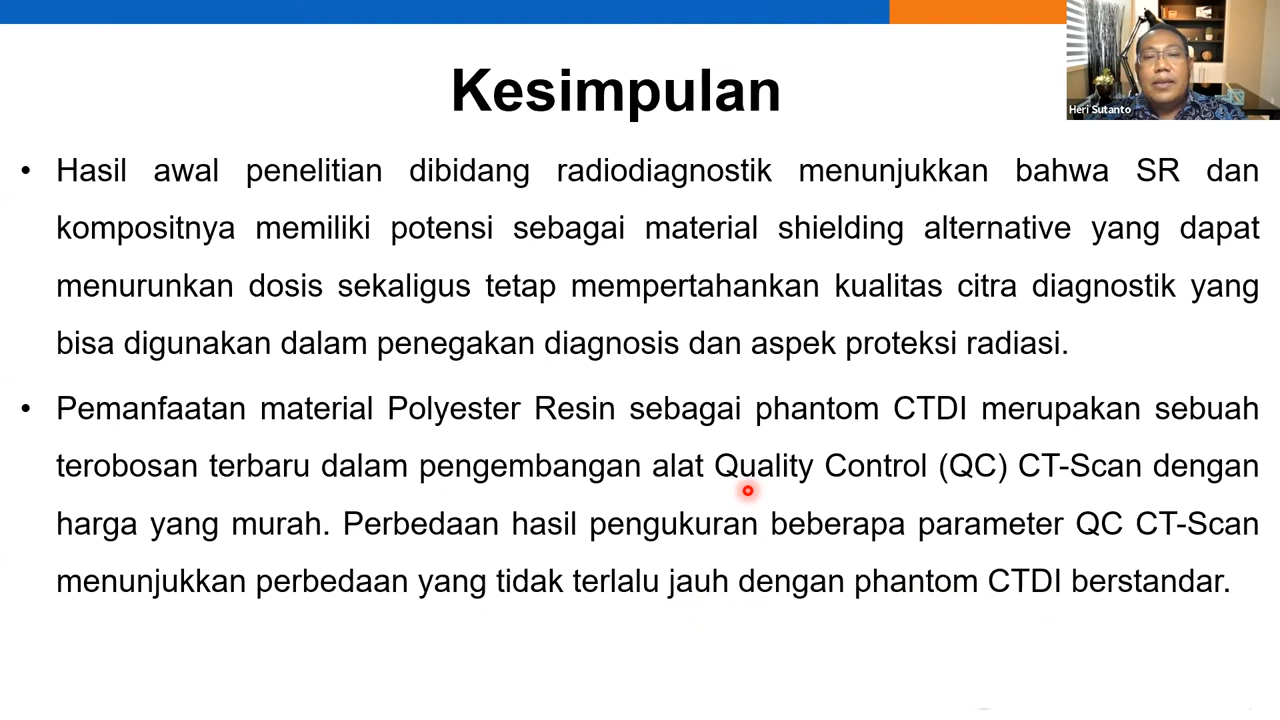 Kesimpulan
Heri Sutanto
• Hasil awal penelitian dibidang radiodiagnostik menunjukkan bahwa SR dan
kompositnya memiliki potensi sebagai material shielding alternative yang dapat
menurunkan dosis sekaligus tetap mempertahankan kualitas citra diagnostik yang
bisa digunakan dalam penegakan diagnosis dan aspek proteksi radiasi.
• Pemanfaatan material Polyester Resin sebagai phantom CTDI merupakan sebuah
terobosan terbaru dalam pengembangan alat Quality Control (QC) CT-Scan dengan
harga yang murah. Perbedaan hasil pengukuran beberapa parameter QC CT-Scan
menunjukkan perbedaan yang tidak terlalu jauh dengan phantom CTDI berstandar.